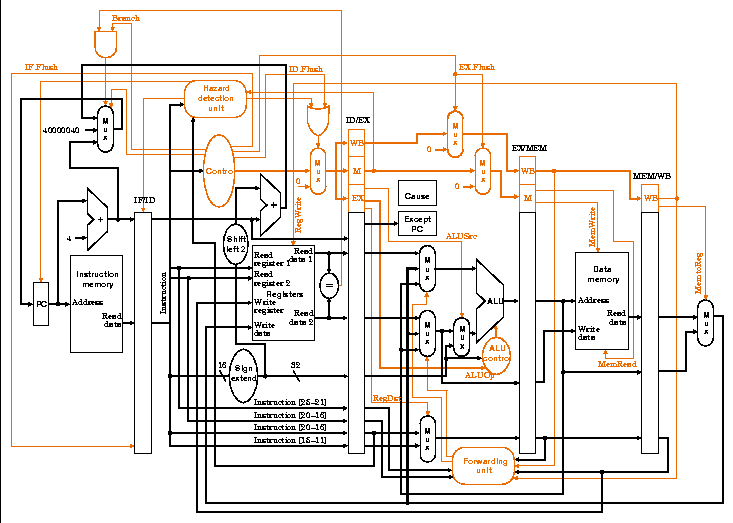 Branch
IF.Flush
ID.Flush
EX.Flush
Hazard
detection
unit
M
u
x
40000040
ID/EX
WB
M
u
x
0
EX/MEM
Control
M
u
x
0
M
M
u
x
0
WB
MEM/WB
EX
Cause
M
WB
IF/ID
+
+
4
RegWrite
Except
PC
Shift
left 2
ALUSrc
MemWrite
MemtoReg
Instruction
memory
PC
Address
Read
data
Instruction
Read
register 1
Read
data 1
Read
register 2
Registers
Write
register
Read
data 2
Write
data
=
M
u
x
M
u
x
M
u
x
ALU
Data
memory
Address
Read
data
Write
data
M
u
x
16
Sign
extend
32
ALU
control
ALUOp
MemRead
RegDst
Instruction [25–21]
Instruction [20–16]
Instruction [20–16]
Instruction [15–11]
M
u
x
Forwarding
unit